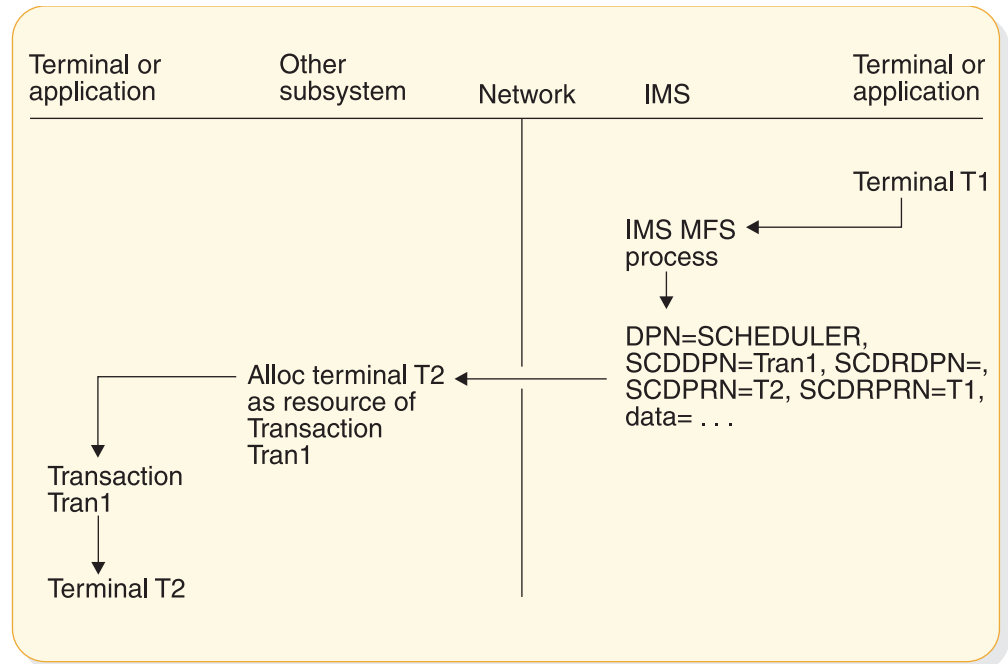 Terminal or
application
Other
subsystem
Network
IMS
Terminal or
application
Terminal T1
IMS MFS
process
DPN=SCHEDULER,
SCDDPN=Tran1, SCDRDPN=,
SCDPRN=T2, SCDRPRN=T1,
data= . . .
Alloc terminal T2
as resource of
Transaction
Tran1
Transaction
Tran1
Terminal T2